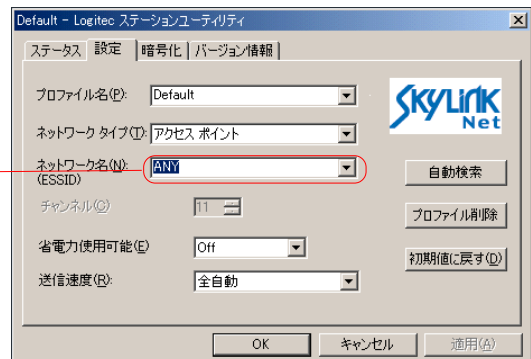 Default - Logitec ステーションユーティリティ
ステータス 設定 暗号化 バージョン情報
プロファイル名(P): Default
SKYLINK
Net
ネットワーク タイプ(T): アクセス ポイント
ネットワーク名(N): ANY
(ESSID)
自動検索
チャンネル(C) 11
プロファイル削除
省電力使用可能(E) Off
初期値に戻す(D)
送信速度(R): 全自動
OK キャンセル 適用(A)